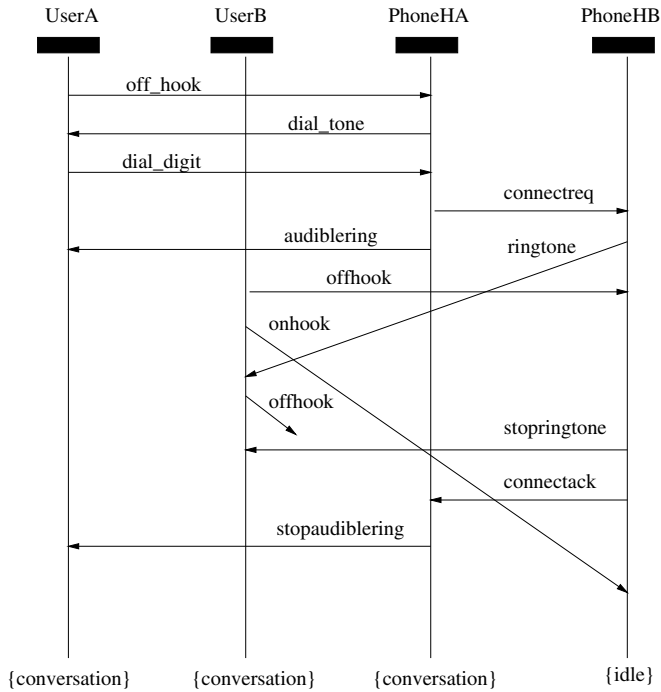 UserA UserB PhoneHA PhoneHB
off_hook
dial_tone
dial_digit
connectreq
audiblering
ringtone
offhook
onhook
offhook
stopringtone
connectack
stopaudiblering
{conversation} {conversation} {conversation} {idle}